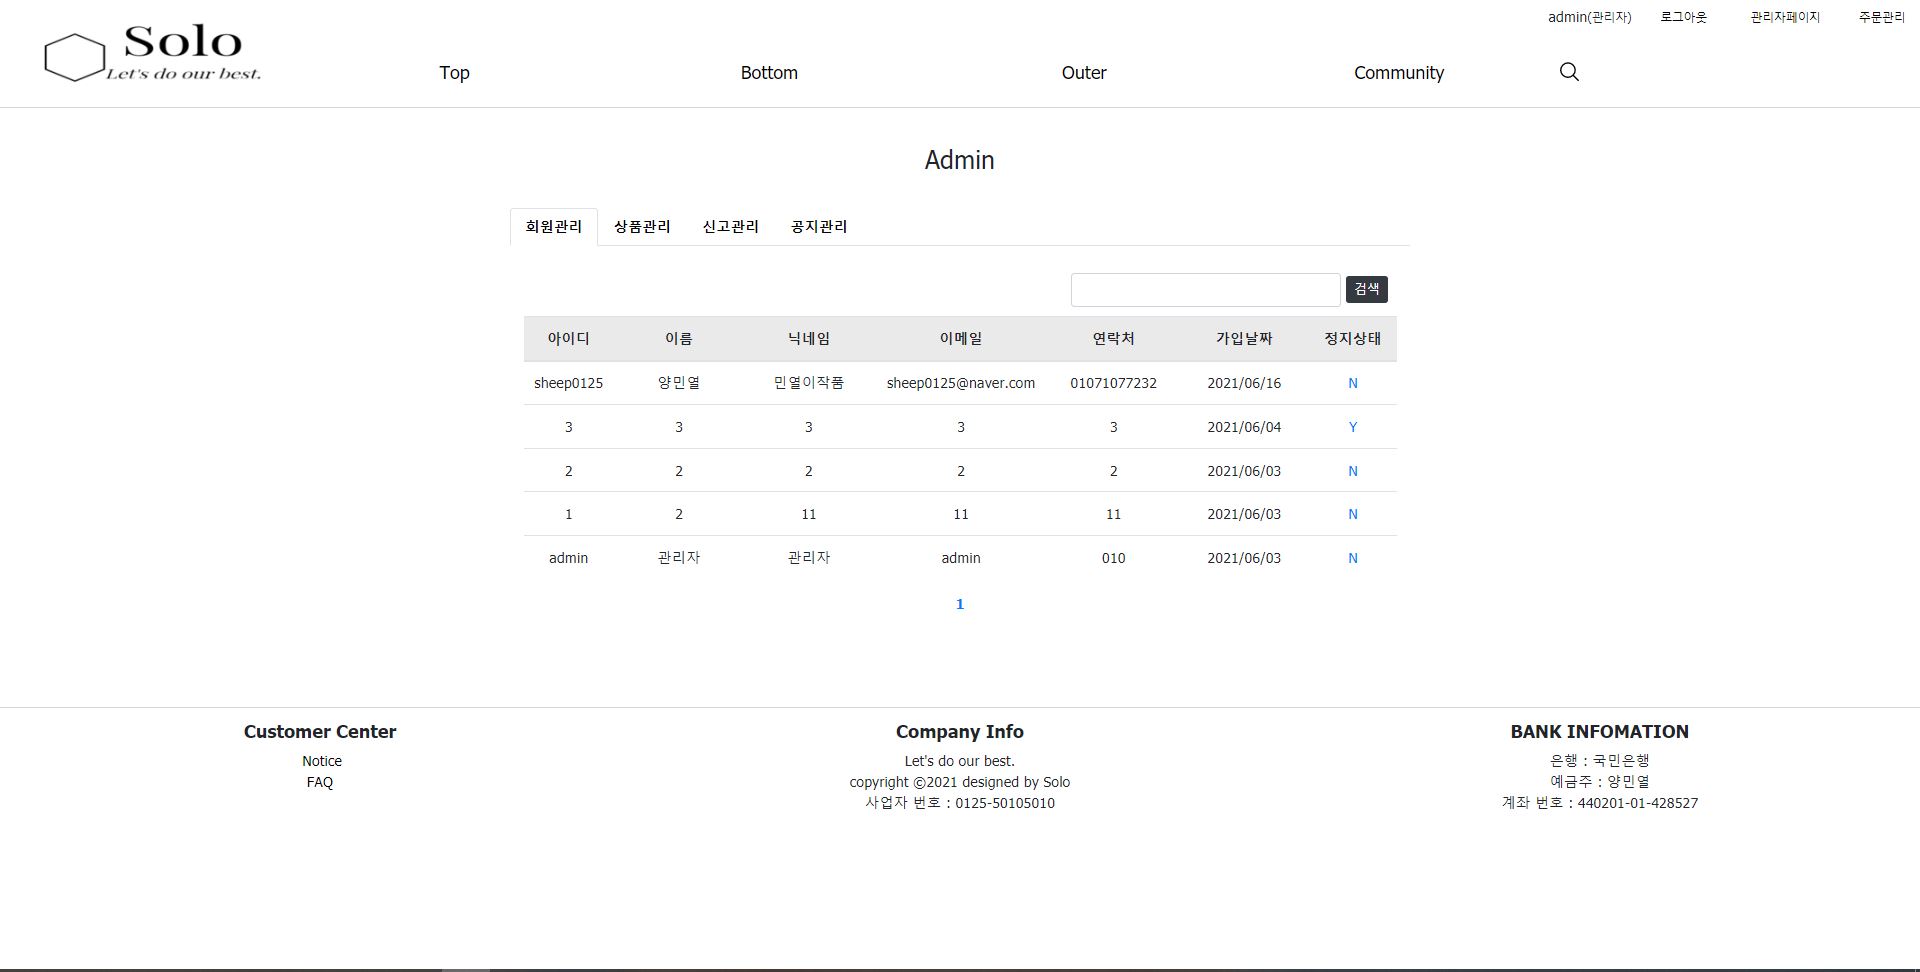 admin(관리자) 로그아웃 관리자페이지 주문관리
Solo
Let's do our best.
Top Bottom Outer Community
Admin
회원관리 상품관리 신고관리 공지관리
검색
아이디 이름 닉네임 이메일 연락처 가입날짜 정지상태
sheep0125 양민열 민열이작품 sheep0125@naver.com 01071077232 2021/06/16 N
3 3 3 3 3 2021/06/04 Y
2 2 2 2 2 2021/06/03 N
1 2 11 11 11 2021/06/03 N
admin 관리자 관리자 admin 010 2021/06/03 N
1
Customer Center
Notice
FAQ
Company Info
Let's do our best.
copyright ©2021 designed by Solo
사업자 번호 : 0125-50105010
BANK INFOMATION
은행 : 국민은행
예금주 : 양민열
계좌 번호 : 440201-01-428527